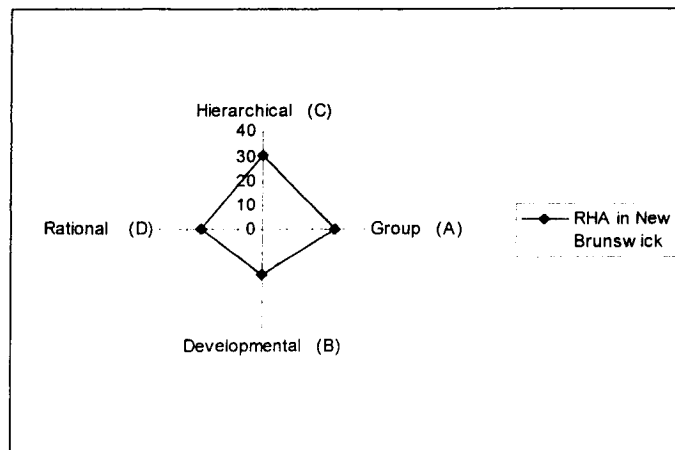 Hierarchical (C)
40
30
20
10
Rational (D)
0
Group (A)
RHA in New
Brunswick
Developmental (B)